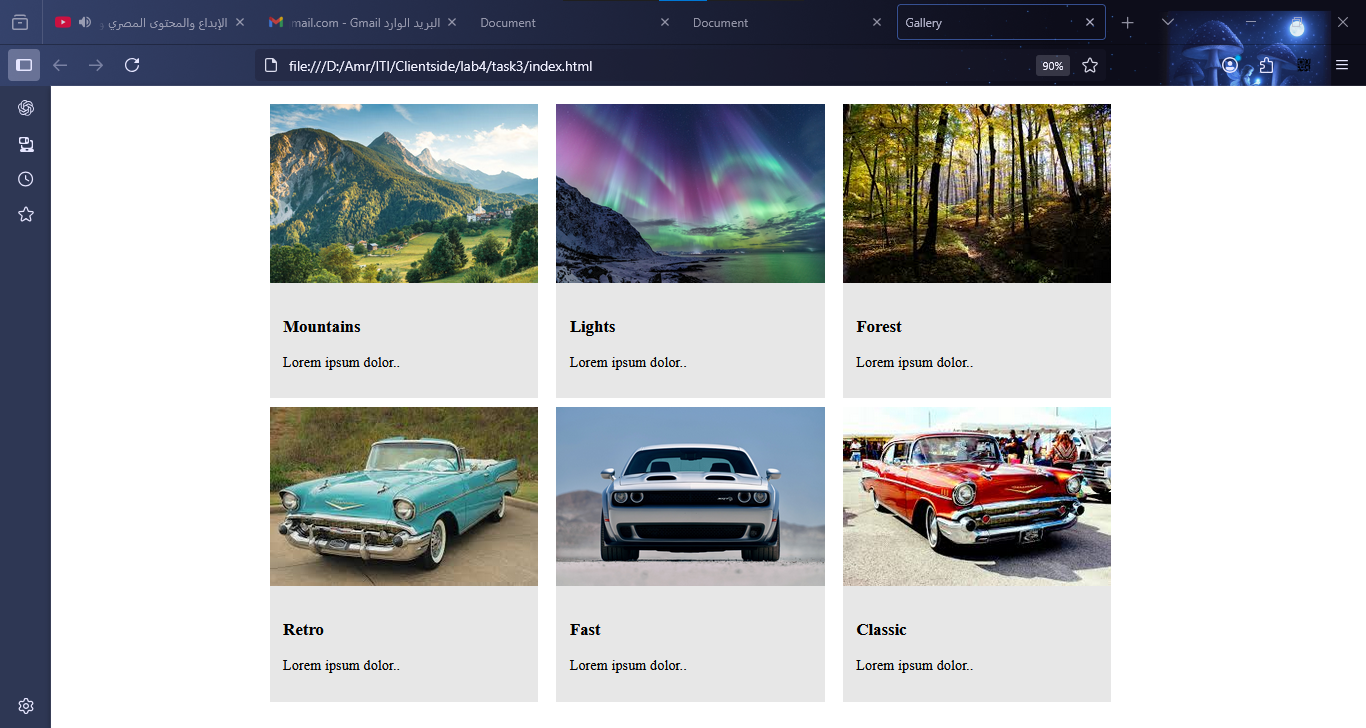 الإبداع والمحتوى المصري
mail.com - Gmail البريد الوارد
Document
Document
Gallery
file:///D:/Amr/ITI/Clientside/lab4/task3/index.html
90%
Mountains
Lorem ipsum dolor..
Lights
Lorem ipsum dolor..
Forest
Lorem ipsum dolor..
Retro
Lorem ipsum dolor..
Fast
Lorem ipsum dolor..
Classic
Lorem ipsum dolor..